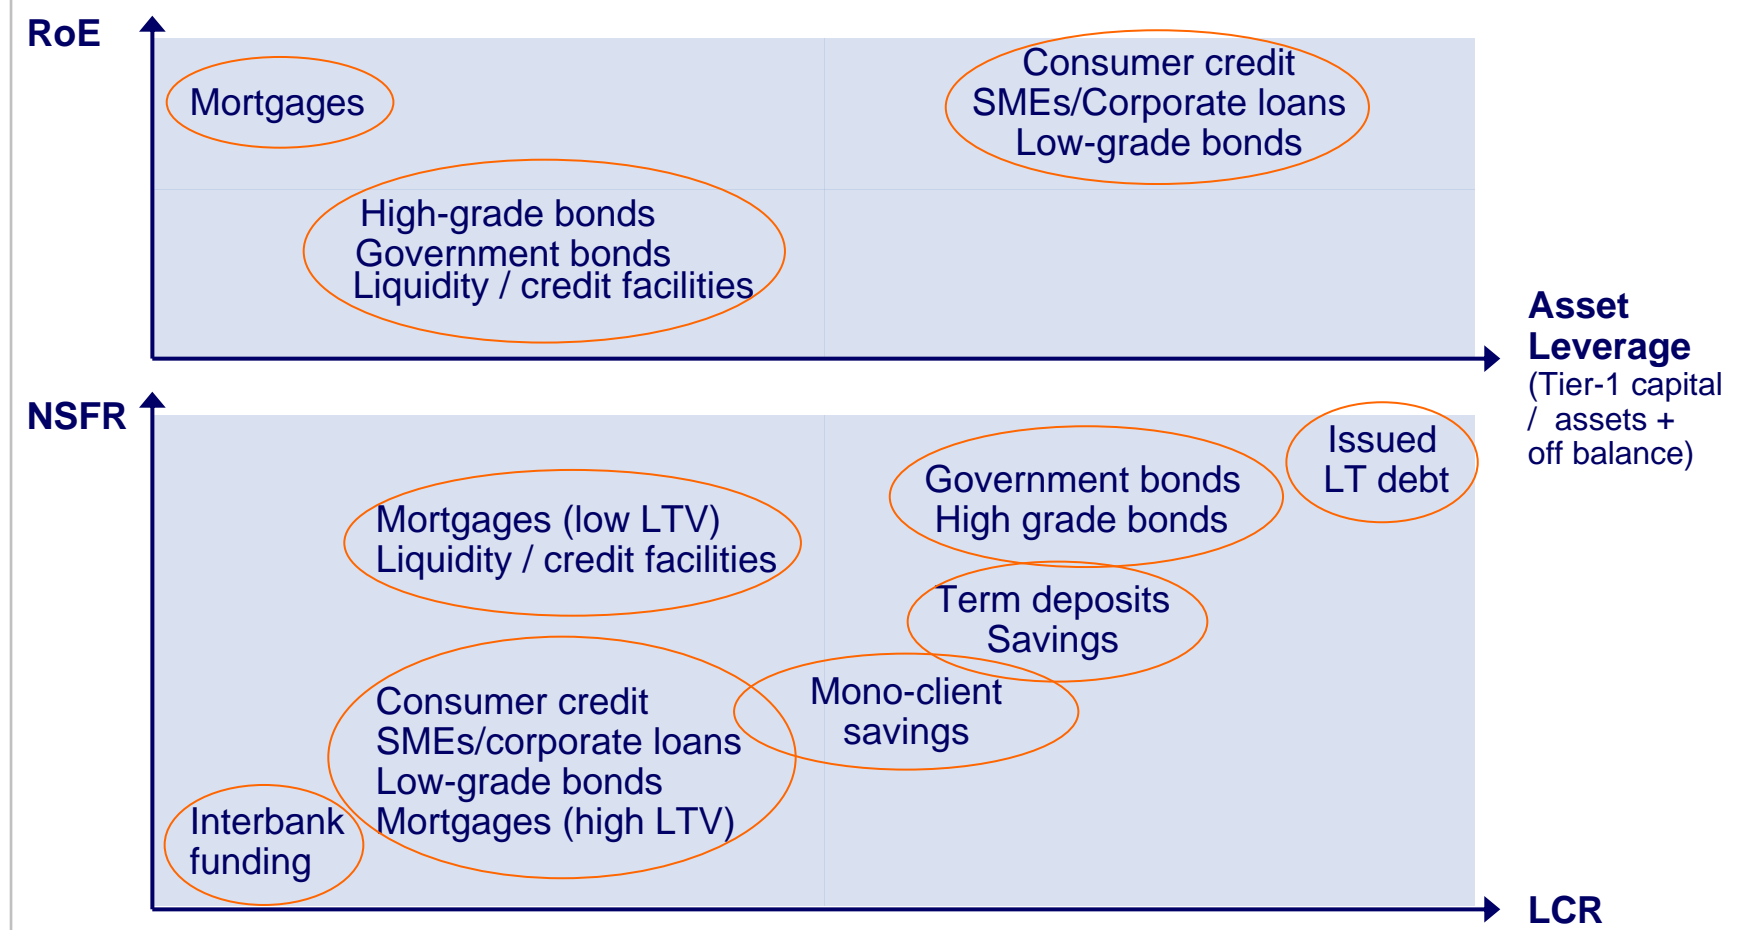 RoE
Mortgages
Consumer credit
SMEs/Corporate loans
Low-grade bonds
High-grade bonds
Government bonds
Liquidity / credit facilities
Asset
Leverage
(Tier-1 capital
/ assets +
off balance)
NSFR
Issued
LT debt
Government bonds
High grade bonds
Mortgages (low LTV)
Liquidity / credit facilities
Term deposits
Savings
Mono-client
savings
Consumer credit
SMEs/corporate loans
Low-grade bonds
Mortgages (high LTV)
Interbank
funding
LCR